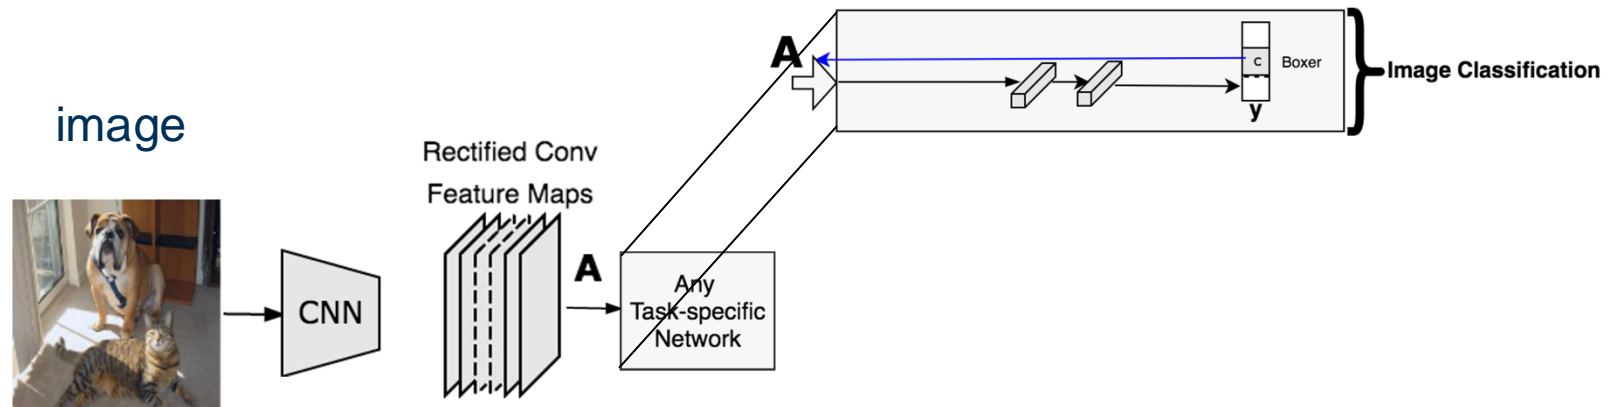 image
Rectified Conv
Feature Maps
CNN
A
Any
Task-specific
Network
A
c
Boxer
y
Image Classification